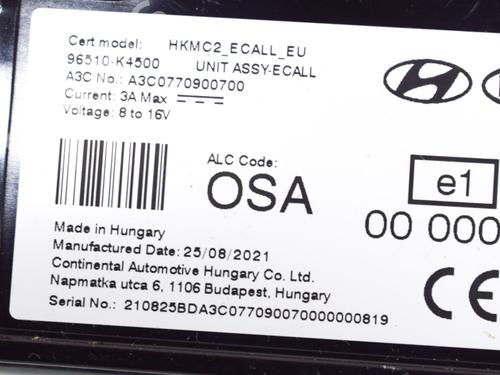 Cert model: HKMC2_ECALL_EU
96510-K4500 UNIT ASSY-ECALL
A3C No.: A3C0770900700
Current: 3A Max
Voltage: 8 to 16V
ALC Code:
OSA
e1
00 000
Made in Hungary
Manufactured Date: 25/08/2021
Continental Automotive Hungary Co. Ltd.
Napmatka utca 6, 1106 Budapest, Hungary
CE
Serial No.: 210825BDA3C0770900700000000819